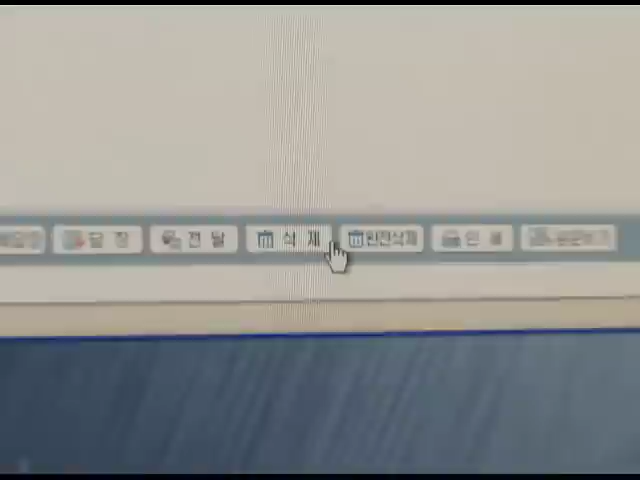 답 장 전 달 삭 제 완전삭제 인 쇄